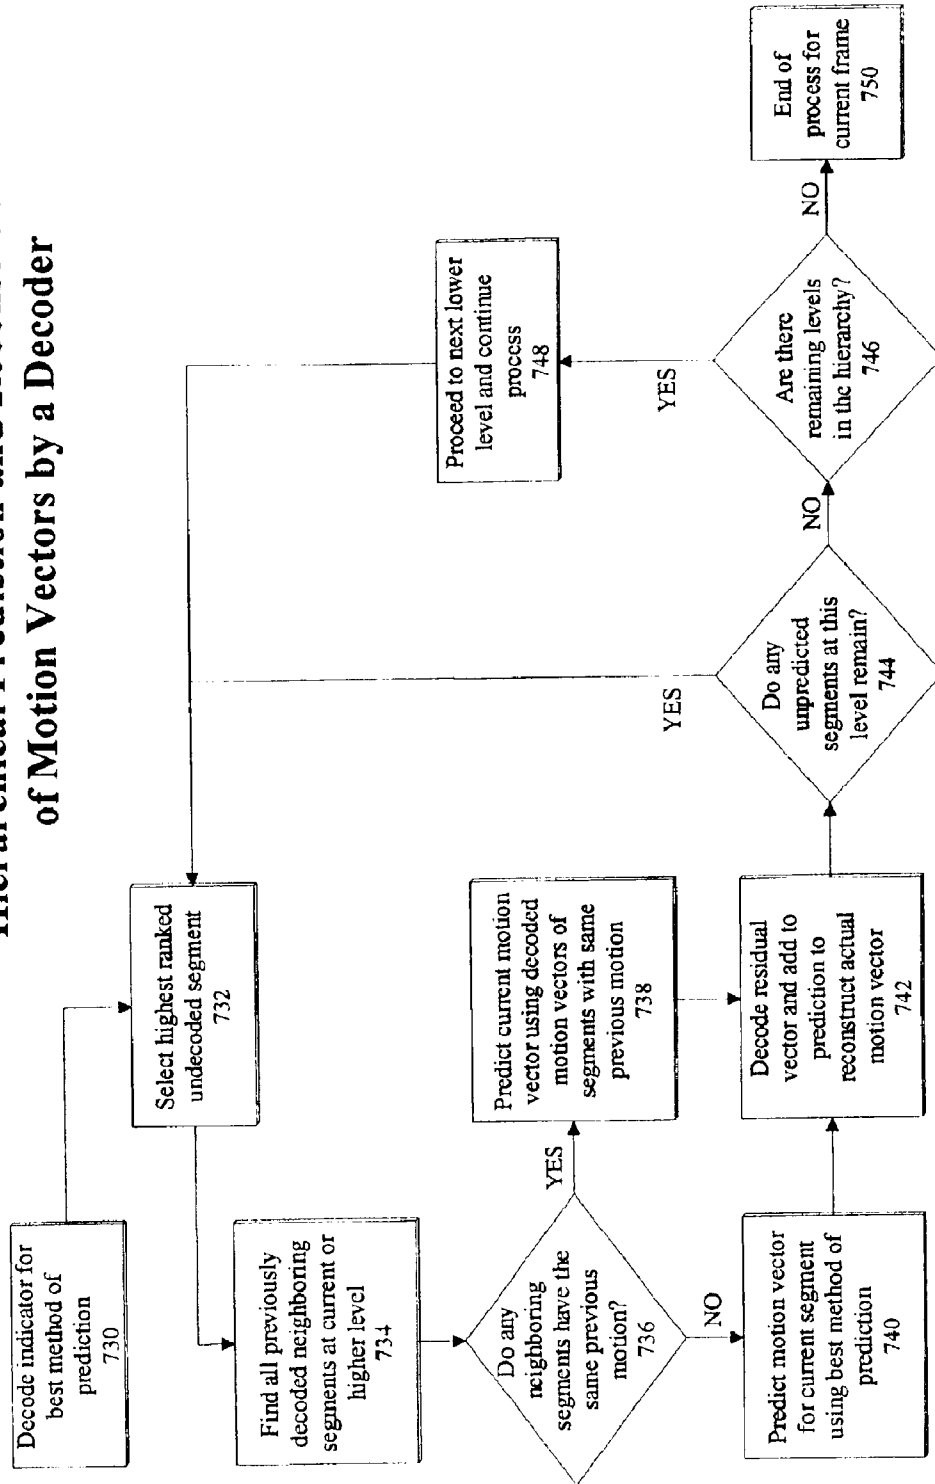 of Motion Vectors by a Decoder
Decode indicator for
best method of
prediction
730
Select highest ranked
undecoded segment
732
Find all previously
decoded neighboring
segments at current or
higher level
734
Do any
neighboring
segments have the
same previous
motion?
736
YES
NO
Predict current motion
vector using decoded
motion vectors of
segments with same
previous motion
738
Predict motion vector
for current segment
using best method of
prediction
740
Decode residual
vector and add to
prediction to
reconstruct actual
motion vector
742
Do any
unpredicted
segments at this
level remain?
744
YES
NO
Are there
remaining levels
in the hierarchy?
746
YES
NO
Proceed to next lower
level and continue
process
748
End of
process for
current frame
750